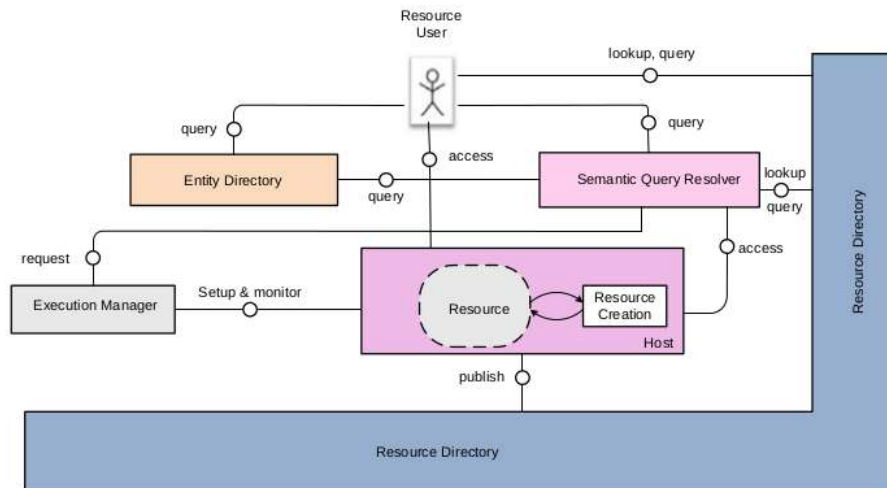 Resource
User
lookup, query
query
query
access
Entity Directory
Semantic Query Resolver
lookup
query
query
access
request
Execution Manager
Setup & monitor
Resource
Resource
Creation
Host
publish
Resource Directory
Resource Directory